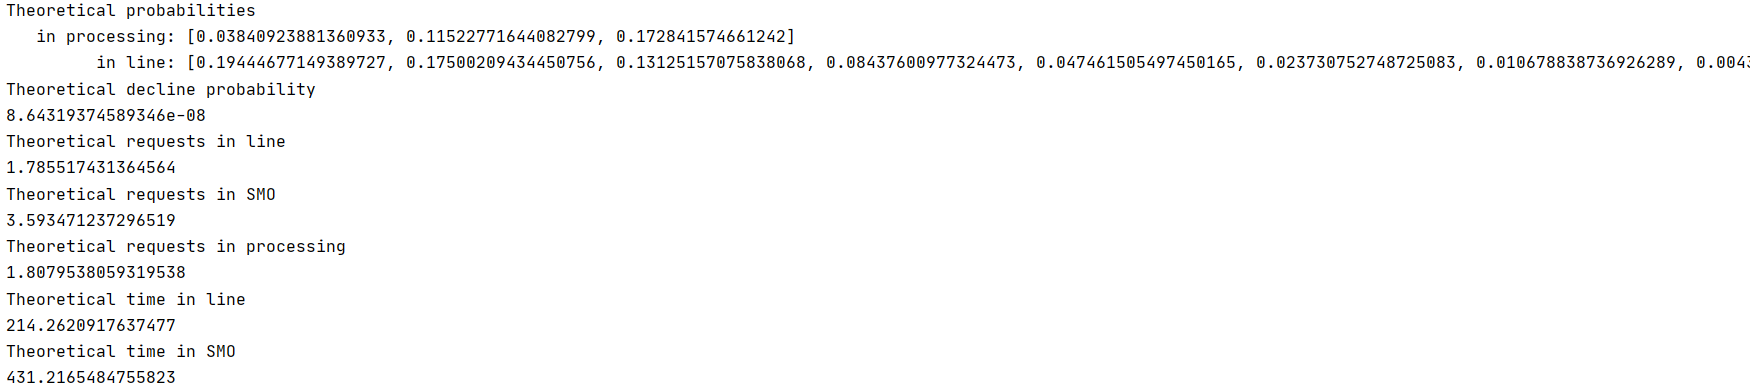 Theoretical probabilities
in processing: [0.03840923881360933, 0.11522771644082799, 0.172841574661242]
in line: [0.19444677149389727, 0.17500209434450756, 0.13125157075838068, 0.08437600977324473, 0.047461505497450165, 0.023730752748725083, 0.010678838736926289, 0.004
Theoretical decline probability
8.64319374589346e-08
Theoretical requests in line
1.785517431364564
Theoretical requests in SMO
3.593471237296519
Theoretical requests in processing
1.8079538059319538
Theoretical time in line
214.2620917637477
Theoretical time in SMO
431.2165484755823